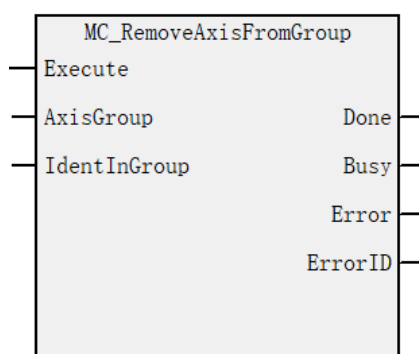 MC_RemoveAxisFromGroup
Execute
AxisGroup Done
IdentInGroup Busy
Error
ErrorID